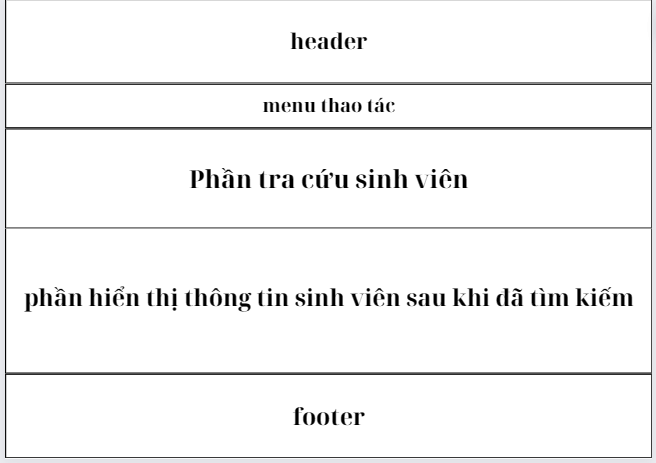 header
menu thao tác
Phần tra cứu sinh viên
phần hiển thị thông tin sinh viên sau khi đã tìm kiếm
footer